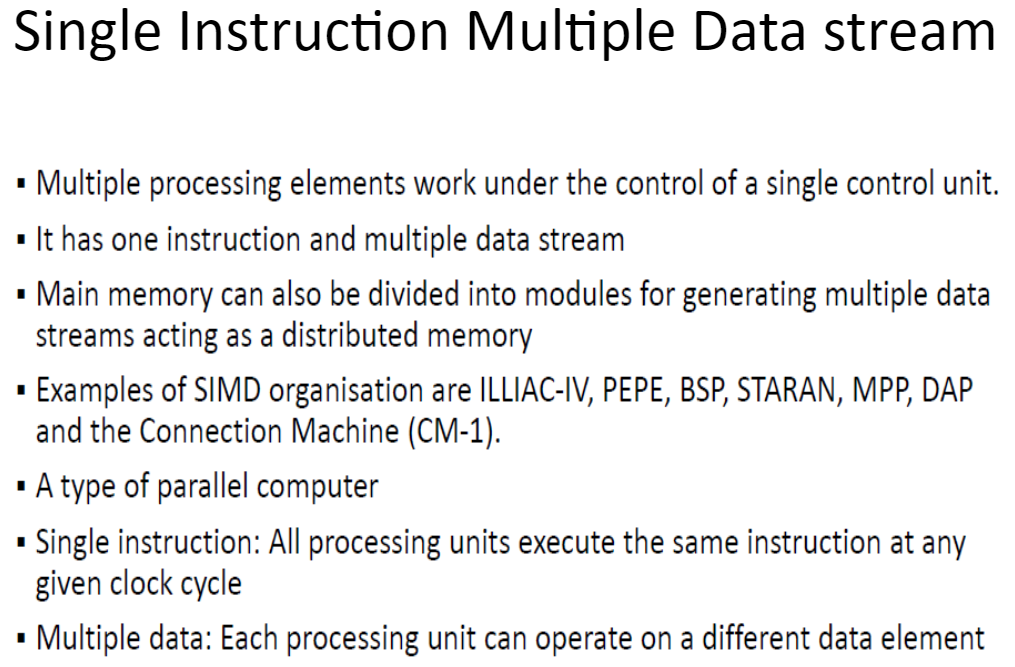 Single Instruction Multiple Data stream
▪ Multiple processing elements work under the control of a single control unit.
▪ It has one instruction and multiple data stream
▪ Main memory can also be divided into modules for generating multiple data
streams acting as a distributed memory
▪ Examples of SIMD organisation are ILLIAC-IV, PEPE, BSP, STARAN, MPP, DAP
and the Connection Machine (CM-1).
▪ A type of parallel computer
▪ Single instruction: All processing units execute the same instruction at any
given clock cycle
▪ Multiple data: Each processing unit can operate on a different data element